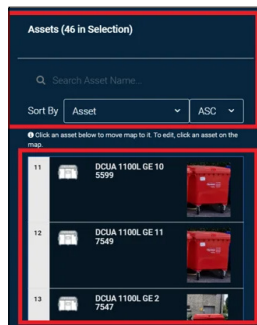 Assets (46 in Selection)
Search Asset Name...
Sort By Asset ASC
Click an asset below to move map to it. To edit, click an asset on the
map.
11 DCUA 1100L GE 10
5599
12 DCUA 1100L GE 11
7549
13 DCUA 1100L GE 2
7547